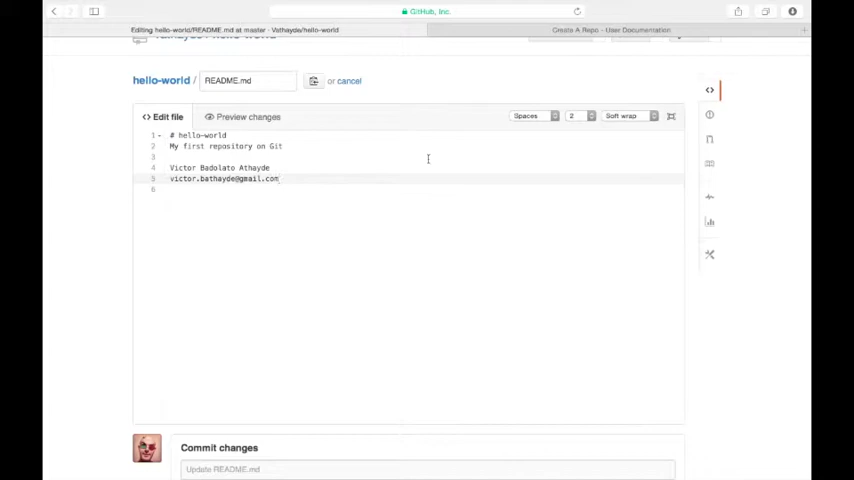 GitHub, Inc.
Editing hello-world/README.md at master · Vathayde/hello-world
Create A Repo - User Documentation
hello-world / README.md or cancel
Edit file Preview changes Spaces 2 Soft wrap
1 # hello-world
2 My first repository on Git
3
4 Victor Badolato Athayde
5 victor.bathayde@gmail.com
6
Commit changes
Update README.md